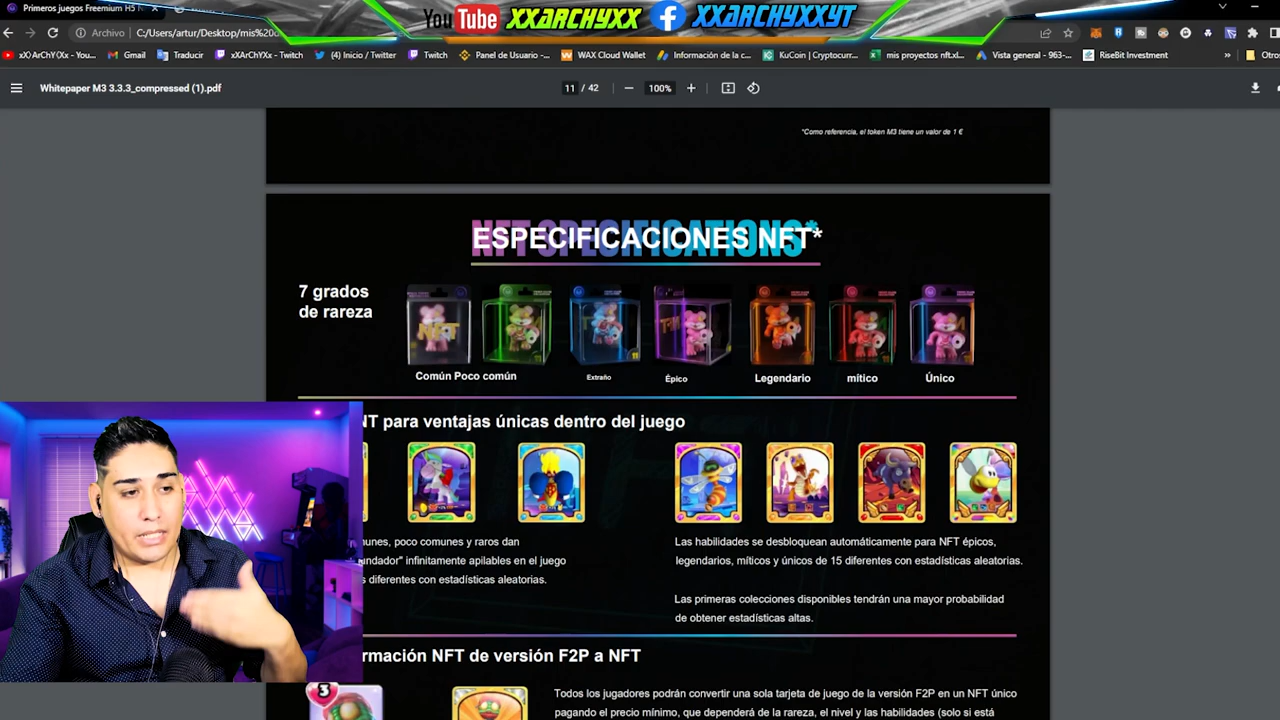 Primeros juegos Freemium H5 N
YouTube xXARCHYXX XXARCHYXXYT
Archivo C:/Users/artur/Desktop/mis%20
xXArChYXx - You...
Gmail
Traducir
xXArChYXx - Twitch
(4) Inicio / Twitter
Twitch
Panel de Usuario -...
WAX Cloud Wallet
Información de la c...
KuCoin | Cryptocurr...
mis proyectos nft.xl...
Vista general - 963-...
RiseBit Investment
»
Otros
Whitepaper M3 3.3.3_compressed (1).pdf
11 / 42
100%
*Como referencia, el token M3 tiene un valor de 1 €
NFT SPECIFICATIONS*
ESPECIFICACIONES NFT*
7 grados
de rareza
Común Poco común
Extraño
Épico
Legendario
mítico
Único
NT para ventajas únicas dentro del juego
munes, poco comunes y raros dan
undador" infinitamente apilables en el juego
s diferentes con estadísticas aleatorias.
Las habilidades se desbloquean automáticamente para NFT épicos,
legendarios, míticos y únicos de 15 diferentes con estadísticas aleatorias.
Las primeras colecciones disponibles tendrán una mayor probabilidad
de obtener estadísticas altas.
rmación NFT de versión F2P a NFT
3
Todos los jugadores podrán convertir una sola tarjeta de juego de la versión F2P en un NFT único
pagando el precio mínimo, que dependerá de la rareza, el nivel y las habilidades (solo si está